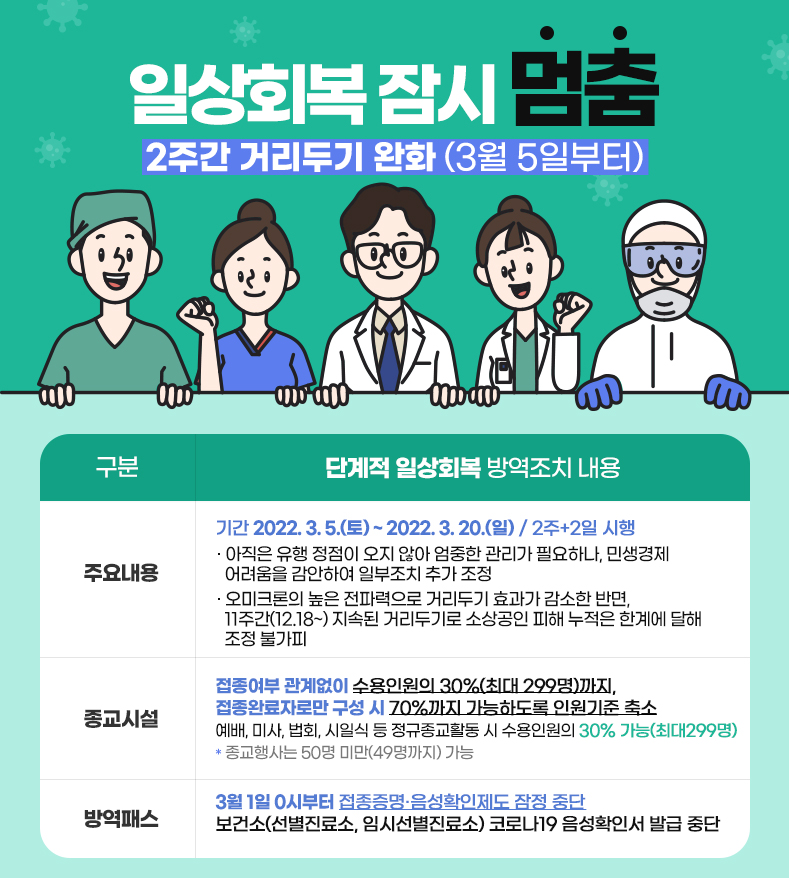 일상회복 잠시 멈춤
2주간 거리두기 완화 (3월 5일부터)
구분
단계적 일상회복 방역조치 내용
주요내용
기간 2022. 3. 5.(토) ~ 2022. 3. 20.(일) / 2주+2일 시행
· 아직은 유행 정점이 오지 않아 엄중한 관리가 필요하나, 민생경제
어려움을 감안하여 일부조치 추가 조정
· 오미크론의 높은 전파력으로 거리두기 효과가 감소한 반면,
11주간(12.18~) 지속된 거리두기로 소상공인 피해 누적은 한계에 달해
조정 불가피
종교시설
접종여부 관계없이 수용인원의 30%(최대 299명)까지,
접종완료자로만 구성 시 70%까지 가능하도록 인원기준 축소
예배, 미사, 법회, 시일식 등 정규종교활동 시 수용인원의 30% 가능(최대299명)
* 종교행사는 50명 미만(49명까지) 가능
방역패스
3월 1일 0시부터 접종증명·음성확인제도 잠정 중단
보건소(선별진료소, 임시선별진료소) 코로나19 음성확인서 발급 중단